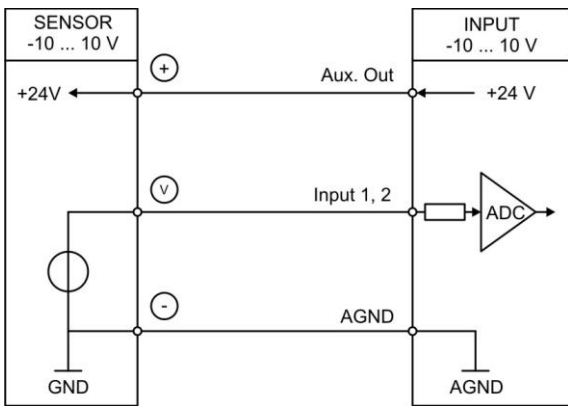 SENSOR
-10 ... 10 V
INPUT
-10 ... 10 V
+
Aux. Out
+24V
+24 V
V
Input 1, 2
ADC
-
AGND
GND
AGND